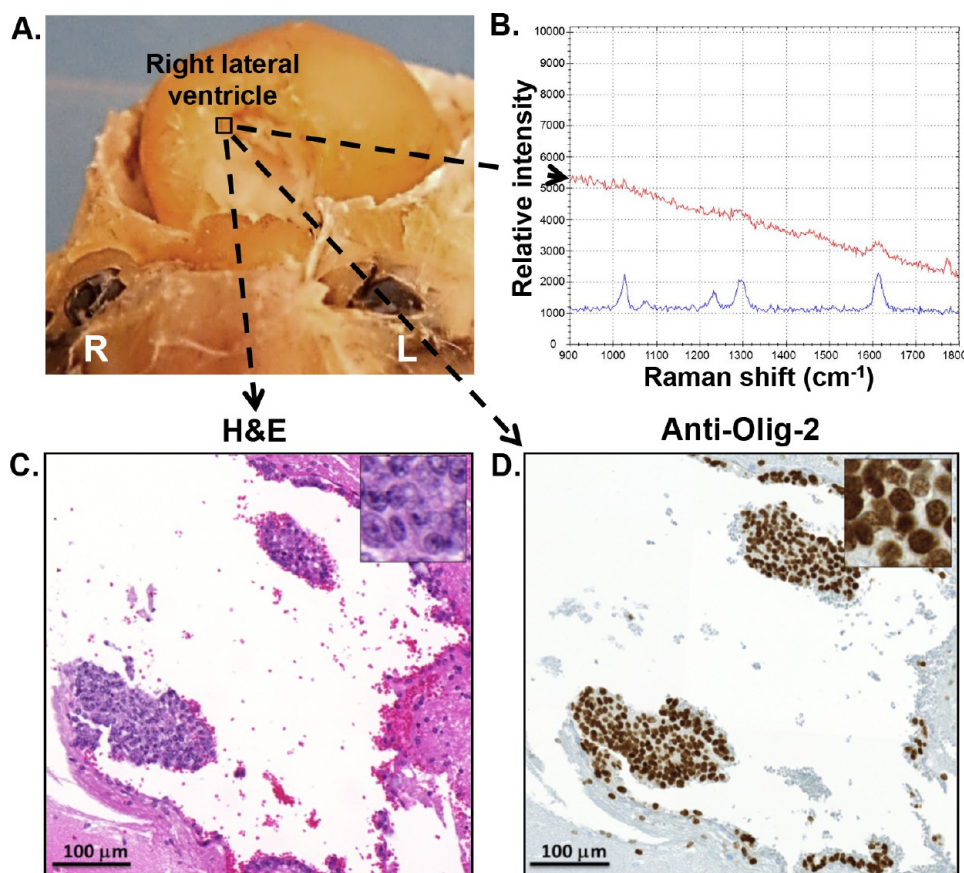 A.
Right lateral
ventricle
R
L
B.
Relative intensity
10000
9000
8000
7000
6000
5000
4000
3000
2000
1000
0
900
1000
1100
1200
1300
1400
1500
1600
1700
1800
Raman shift (cm⁻¹)
H&E
C.
100 µm
Anti-Olig-2
D.
100 µm